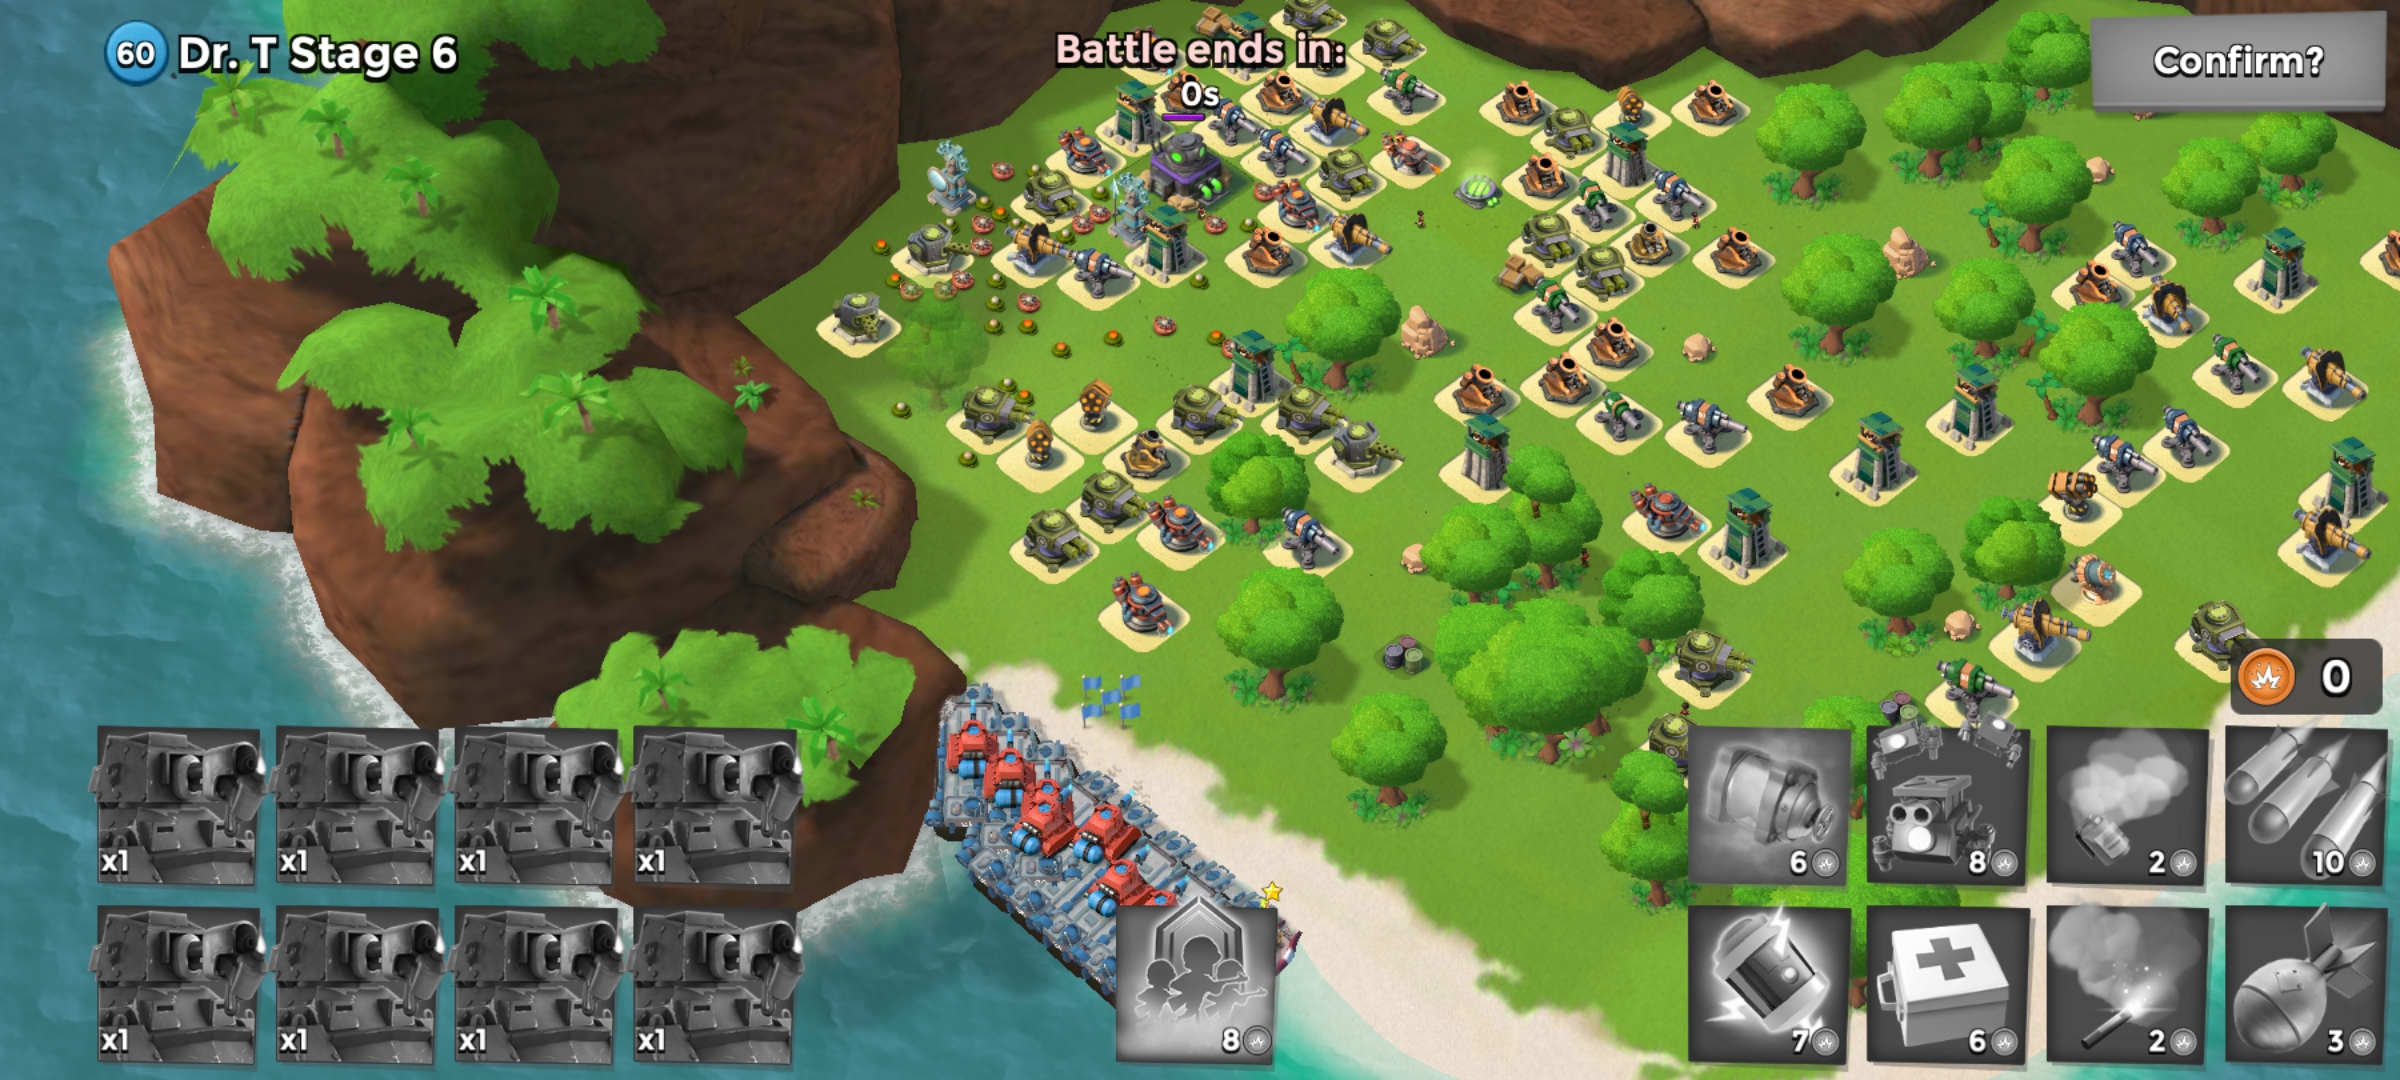 60 Dr. T Stage 6
Battle ends in:
0s
Confirm?
0
x1 x1 x1 x1
6 8 2 10
x1 x1 x1 x1
8
7 6 2 3